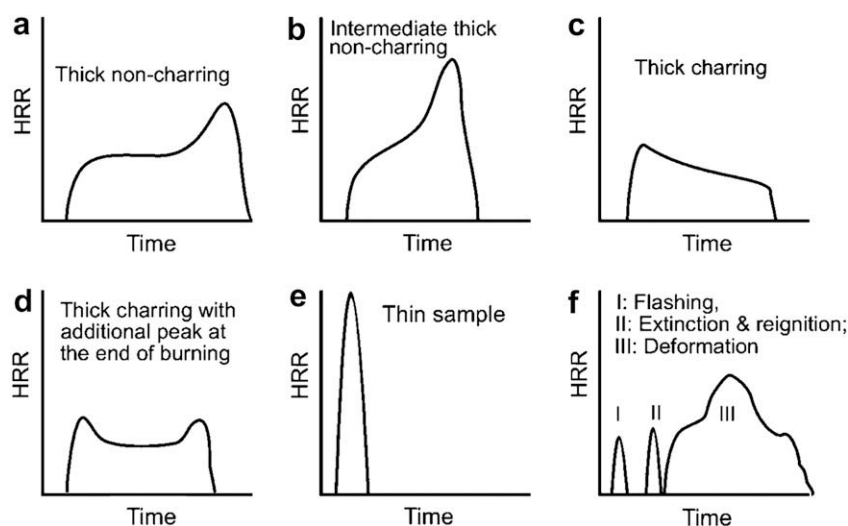 a
Thick non-charring
HRR
Time
b
Intermediate thick
non-charring
HRR
Time
c
Thick charring
HRR
Time
d
Thick charring with
additional peak at
the end of burning
HRR
Time
e
Thin sample
HRR
Time
f
I: Flashing,
II: Extinction & reignition;
III: Deformation
I II III
HRR
Time